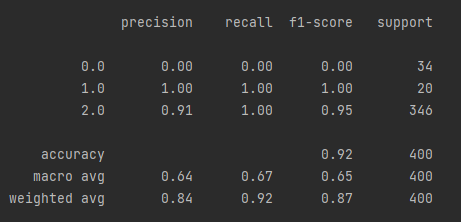 precision recall f1-score support
0.0 0.00 0.00 0.00 34
1.0 1.00 1.00 1.00 20
2.0 0.91 1.00 0.95 346
accuracy 0.92 400
macro avg 0.64 0.67 0.65 400
weighted avg 0.84 0.92 0.87 400